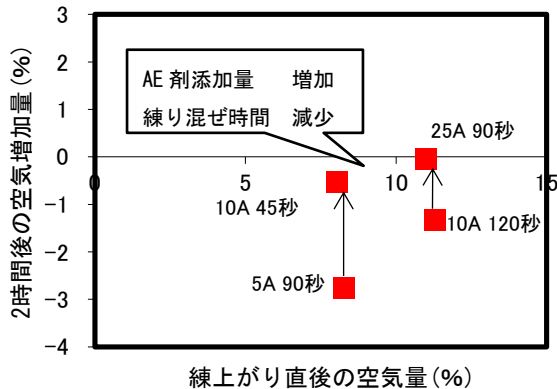 2時間後の空気増加量(%)
3
2
1
0
-1
-2
-3
-4
AE 剤添加量 増加
練り混ぜ時間 減少
25A 90秒
0 5 10 15
10A 45秒
10A 120秒
5A 90秒
練上がり直後の空気量(%)